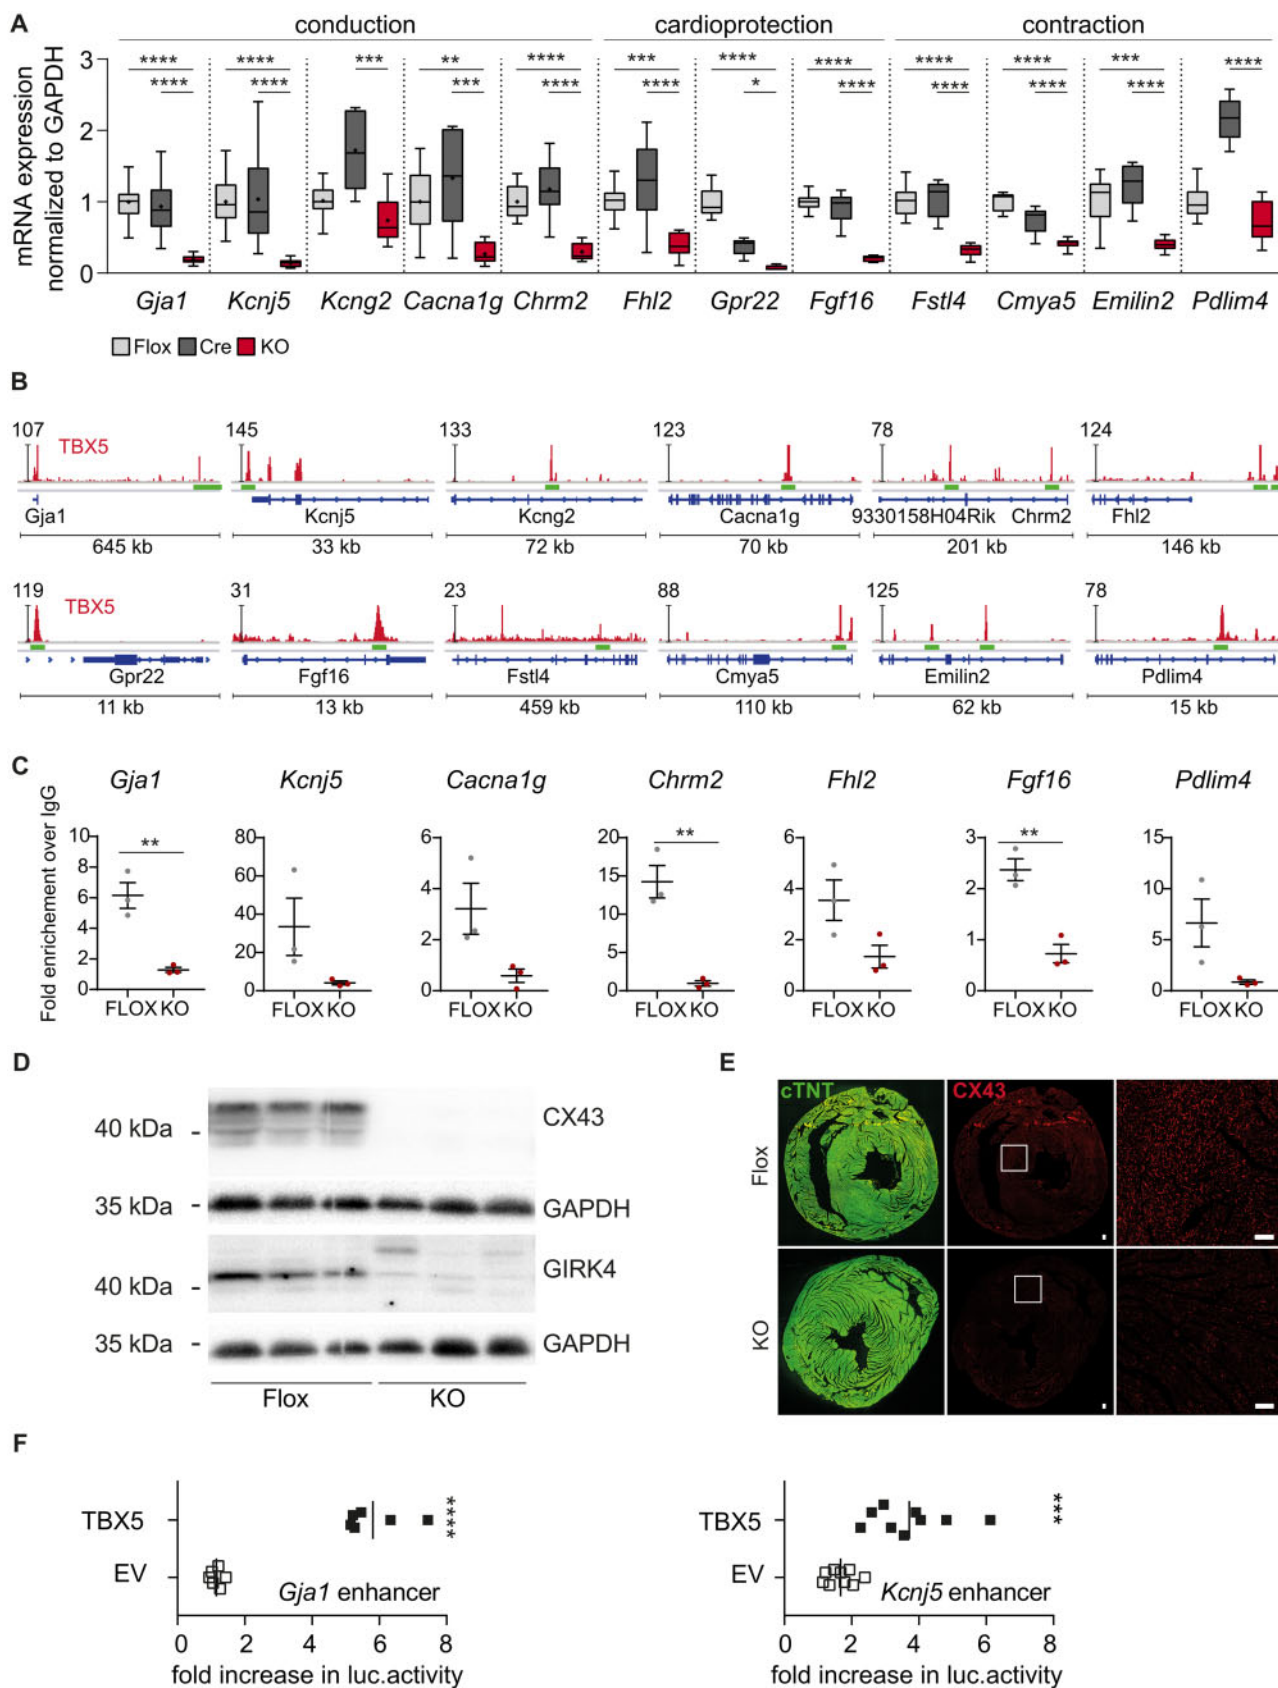 A
conduction cardioprotection contraction
mRNA expression
normalized to GAPDH
3
2
1
0
**** **** *** ** **** *** **** **** **** **** *** ****
**** **** *** **** **** * **** **** **** ****
Gja1 Kcnj5 Kcng2 Cacna1g Chrm2 Fhl2 Gpr22 Fgf16 Fstl4 Cmya5 Emilin2 Pdlim4
Flox Cre KO
B
107 145 133 123 78 124
TBX5
Gja1 Kcnj5 Kcng2 Cacna1g 9330158H04Rik Chrm2 Fhl2
645 kb 33 kb 72 kb 70 kb 201 kb 146 kb
119 31 23 88 125 78
TBX5
Gpr22 Fgf16 Fstl4 Cmya5 Emilin2 Pdlim4
11 kb 13 kb 459 kb 110 kb 62 kb 15 kb
C
Gja1 Kcnj5 Cacna1g Chrm2 Fhl2 Fgf16 Pdlim4
Fold enrichement over IgG
10 8 6 4 2 0
**
FLOX KO
80 60 40 20 0
FLOX KO
6 4 2 0
FLOX KO
20 15 10 5 0
**
FLOX KO
6 4 2 0
FLOX KO
3 2 1 0
**
FLOX KO
15 10 5 0
FLOX KO
D
40 kDa - CX43
35 kDa - GAPDH
40 kDa - GIRK4
35 kDa - GAPDH
Flox KO
E
cTNT CX43
Flox
KO
F
TBX5
EV
****
Gja1 enhancer
0 2 4 6 8
fold increase in luc.activity
TBX5
EV
***
Kcnj5 enhancer
0 2 4 6 8
fold increase in luc.activity